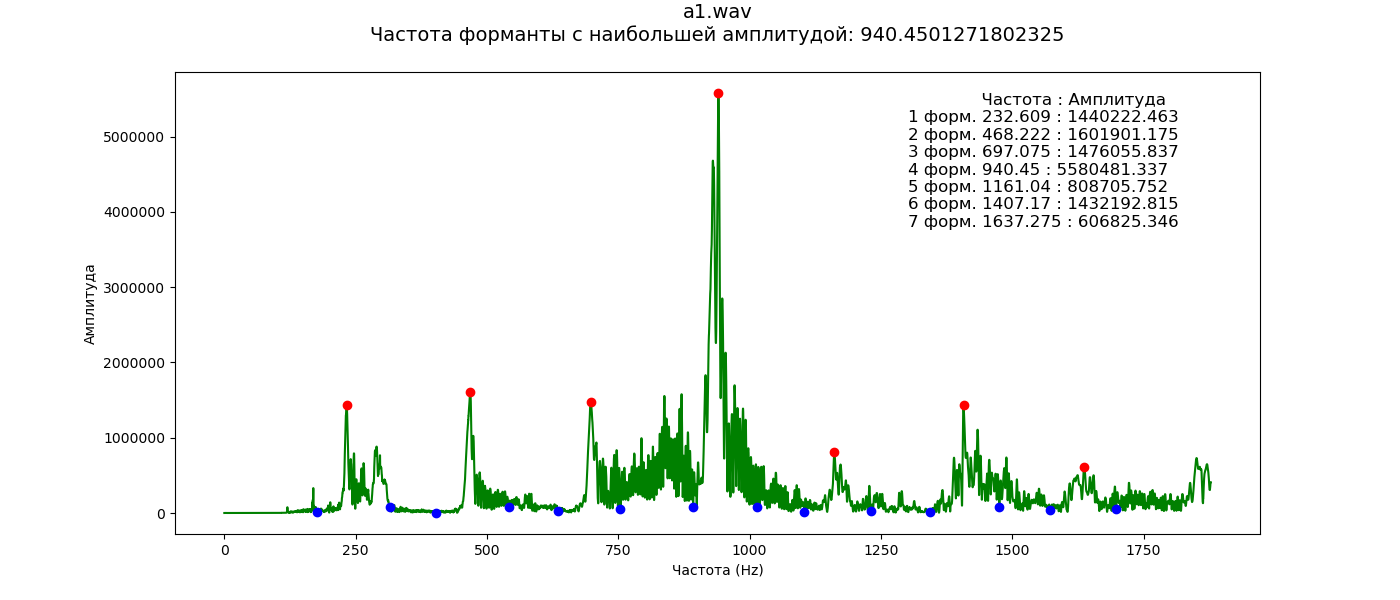 a1.wav
Частота форманты с наибольшей амплитудой: 940.4501271802325
Частота : Амплитуда
1 форм. 232.609 : 1440222.463
2 форм. 468.222 : 1601901.175
3 форм. 697.075 : 1476055.837
4 форм. 940.45 : 5580481.337
5 форм. 1161.04 : 808705.752
6 форм. 1407.17 : 1432192.815
7 форм. 1637.275 : 606825.346
Амплитуда
5000000
4000000
3000000
2000000
1000000
0
0 250 500 750 1000 1250 1500 1750
Частота (Hz)